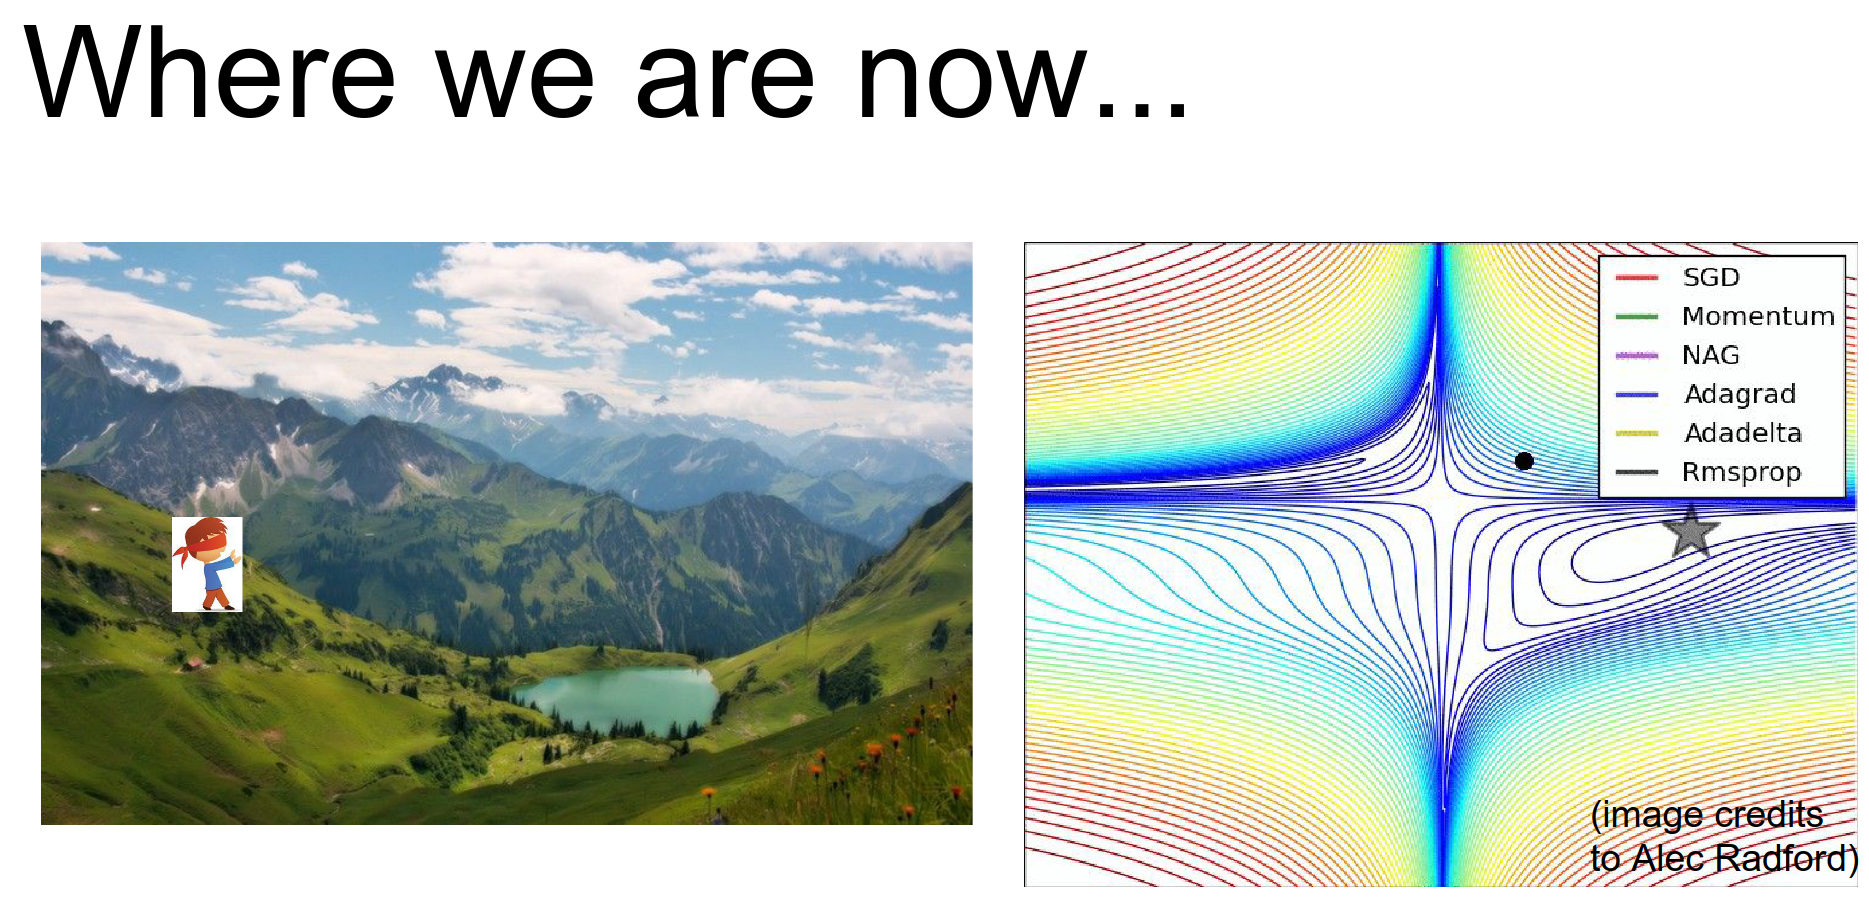 Where we are now...
SGD
Momentum
NAG
Adagrad
Adadelta
Rmsprop
(image credits
to Alec Radford)